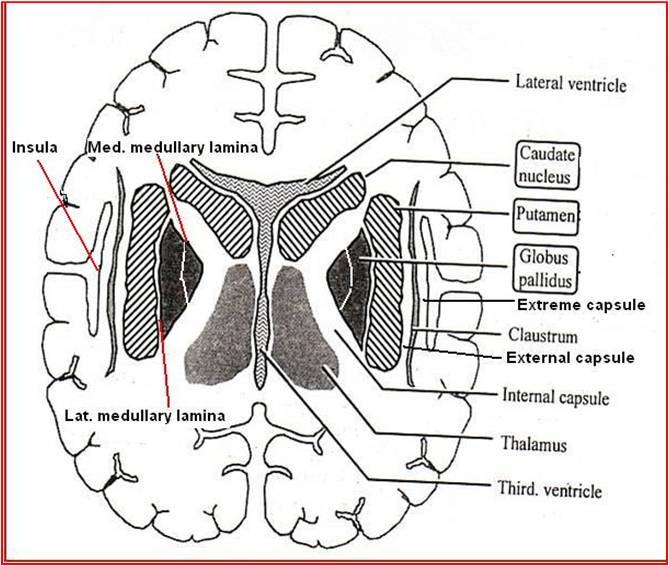 Lateral ventricle
Insula
Med. medullary lamina
Caudate
nucleus
Putamen
Globus
pallidus
Extreme capsule
Claustrum
External capsule
Internal capsule
Lat. medullary lamina
Thalamus
Third. ventricle